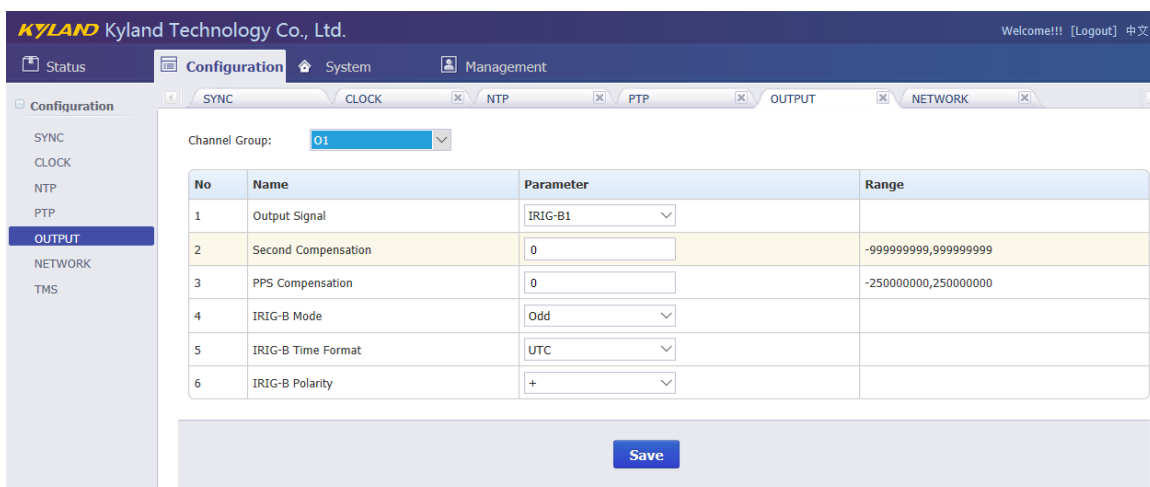 KYLAND Kyland Technology Co., Ltd.
Welcome!!! [Logout] 中文
Status Configuration System Management
Configuration
SYNC
CLOCK
NTP
PTP
OUTPUT
NETWORK
TMS
SYNC CLOCK NTP PTP OUTPUT NETWORK
Channel Group: O1
No Name Parameter Range
1 Output Signal IRIG-B1
2 Second Compensation 0 -999999999,999999999
3 PPS Compensation 0 -250000000,250000000
4 IRIG-B Mode Odd
5 IRIG-B Time Format UTC
6 IRIG-B Polarity +
Save